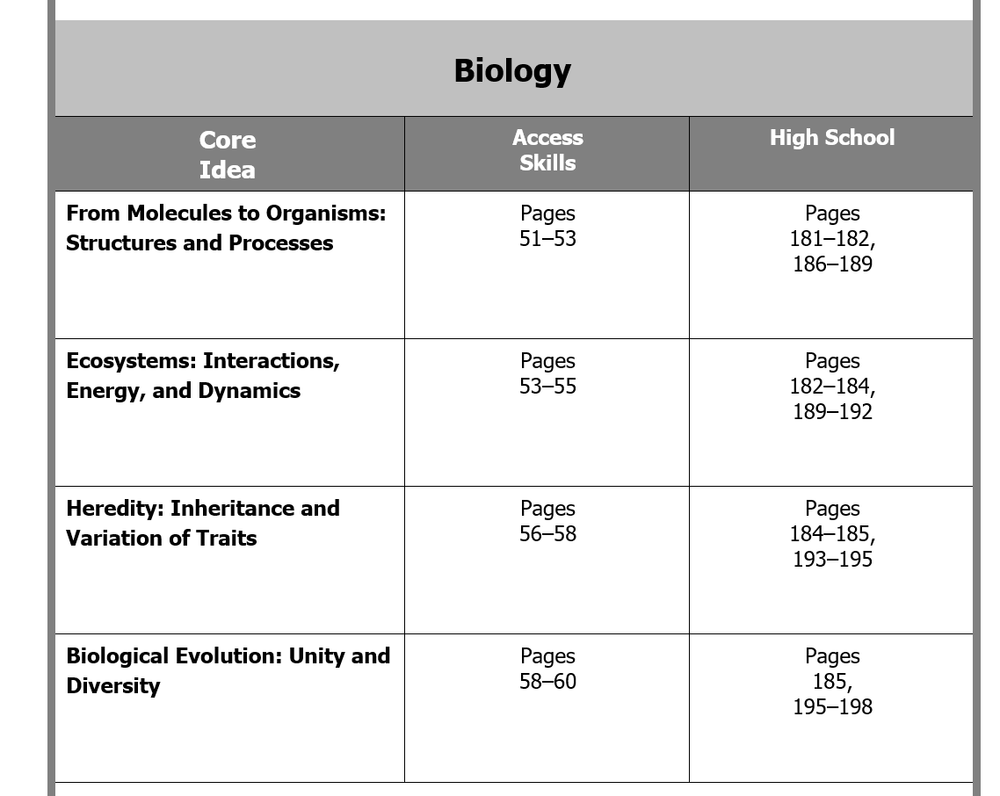 Biology
Core
Idea
Access
Skills
High School
From Molecules to Organisms:
Structures and Processes
Pages
51–53
Pages
181–182,
186–189
Ecosystems: Interactions,
Energy, and Dynamics
Pages
53–55
Pages
182–184,
189–192
Heredity: Inheritance and
Variation of Traits
Pages
56–58
Pages
184–185,
193–195
Biological Evolution: Unity and
Diversity
Pages
58–60
Pages
185,
195–198